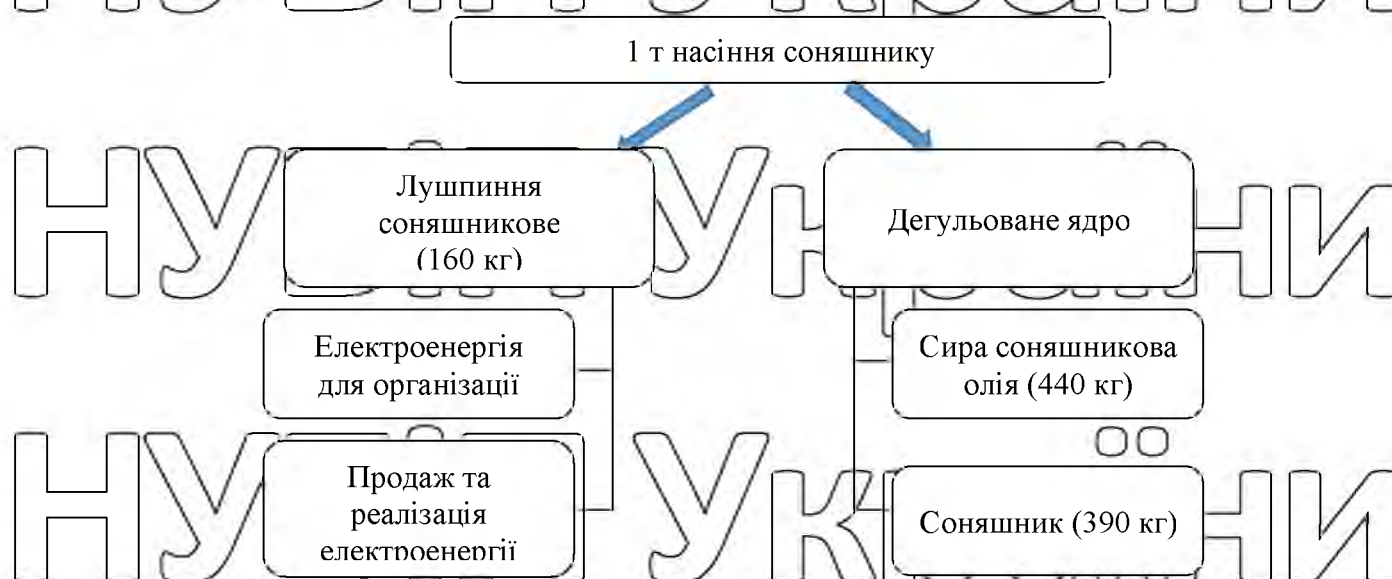 1 т насіння соняшнику
Лушпиння
соняшникове
(160 кг)
Дегульоване ядро
Електроенергія
для організації
Сира соняшникова
олія (440 кг)
Продаж та
реалізація
електроенергії
Соняшник (390 кг)